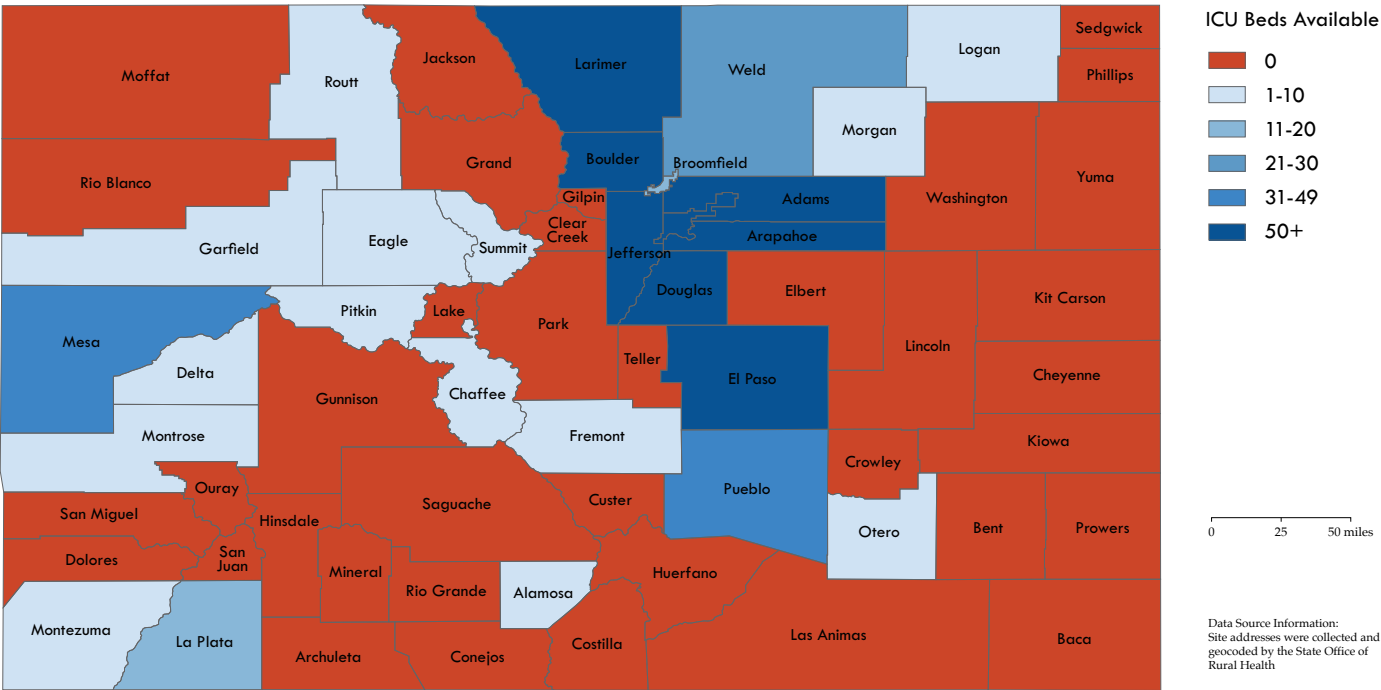 ICU Beds Available
0
1-10
11-20
21-30
31-49
50+
Sedgwick
Logan
Jackson
Larimer
Weld
Moffat
Phillips
Routt
Morgan
Boulder
Broomfield
Grand
Yuma
Rio Blanco
Gilpin
Adams
Washington
Clear
Creek
Arapahoe
Eagle
Garfield
Summit
Jefferson
Douglas
Elbert
Kit Carson
Pitkin
Lake
Park
Mesa
Lincoln
Teller
Delta
Cheyenne
El Paso
Chaffee
Gunnison
Montrose
Fremont
Kiowa
Crowley
Ouray
Pueblo
Saguache
Custer
San Miguel
Hinsdale
Otero
Bent
Prowers
Dolores
San
Juan
Mineral
Huerfano
Rio Grande
Alamosa
Montezuma
La Plata
Las Animas
Baca
Costilla
Archuleta
Conejos
0 25 50 miles
Data Source Information:
Site addresses were collected and
geocoded by the State Office of
Rural Health